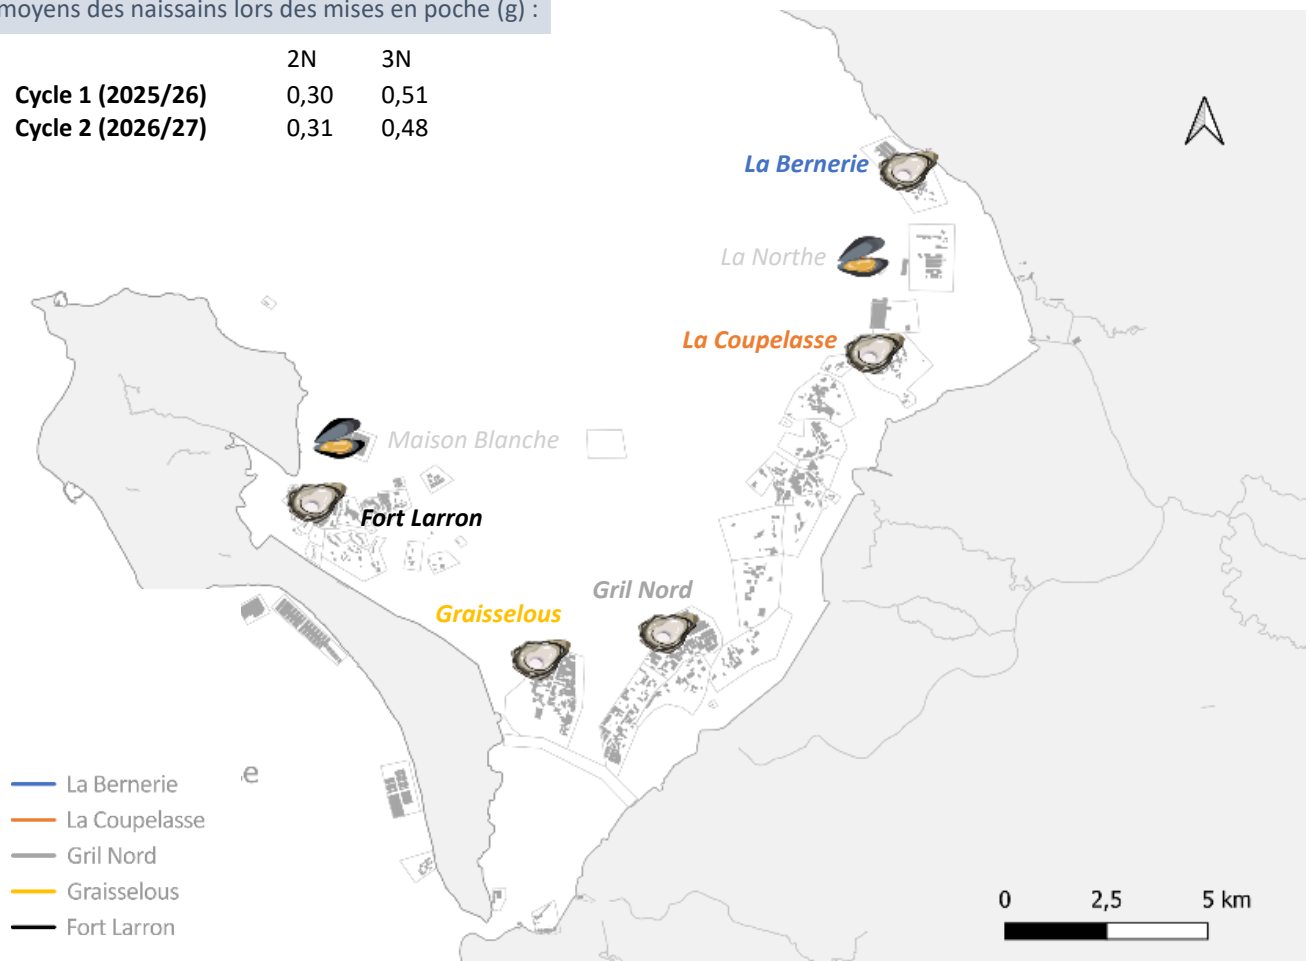 moyens des naissains lors des mises en poche (g) :
2N 3N
Cycle 1 (2025/26) 0,30 0,51
Cycle 2 (2026/27) 0,31 0,48
La Bernerie
La Northe
La Coupelasse
Maison Blanche
Fort Larron
Gril Nord
Graisselous
e
La Bernerie
La Coupelasse
Gril Nord
Graisselous
Fort Larron
0 2,5 5 km